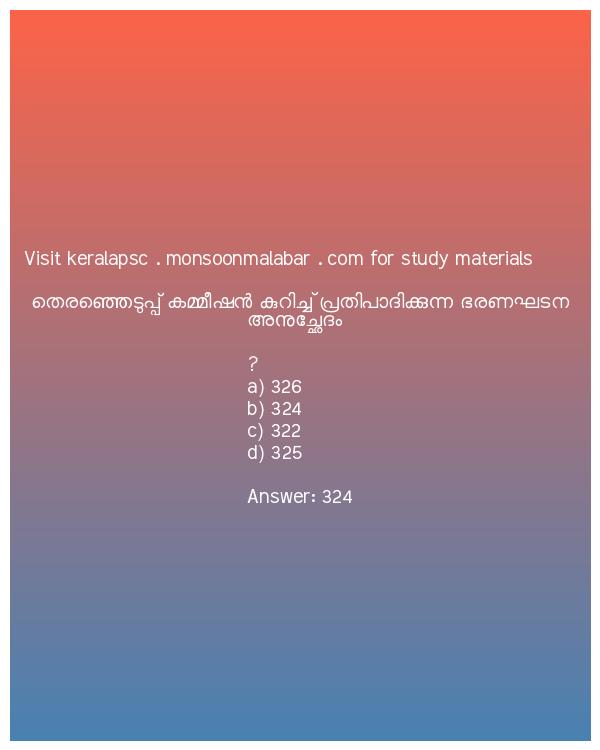 Visit keralapsc . monsoonmalabar . com for study materials
തെരഞ്ഞെടുപ്പ് കമ്മീഷൻ കുറിച്ച് പ്രതിപാദിക്കുന്ന ഭരണഘടന
അനുച്ഛേദം
?
a) 326
b) 324
c) 322
d) 325
Answer: 324